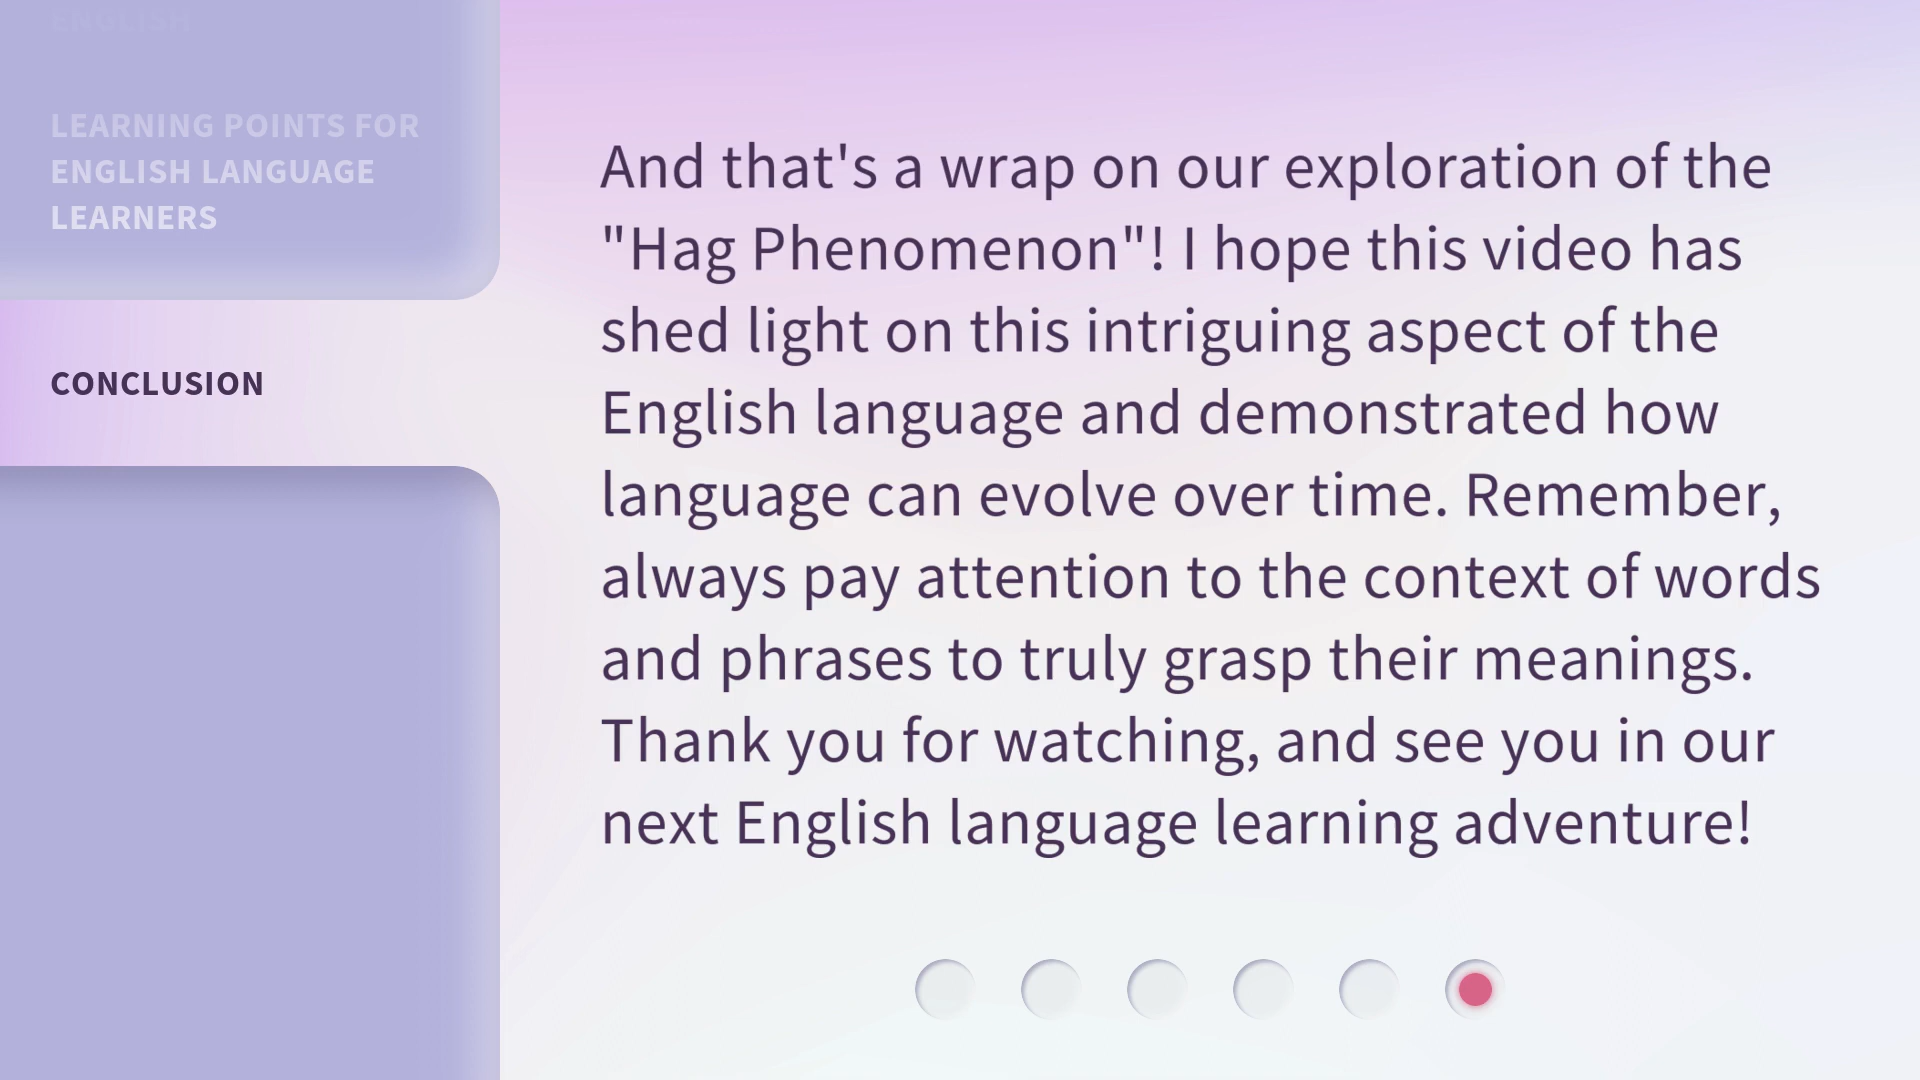 ENGLISH
LEARNING POINTS FOR
ENGLISH LANGUAGE
LEARNERS
CONCLUSION
And that's a wrap on our exploration of the
"Hag Phenomenon"! I hope this video has
shed light on this intriguing aspect of the
English language and demonstrated how
language can evolve over time. Remember,
always pay attention to the context of words
and phrases to truly grasp their meanings.
Thank you for watching, and see you in our
next English language learning adventure!